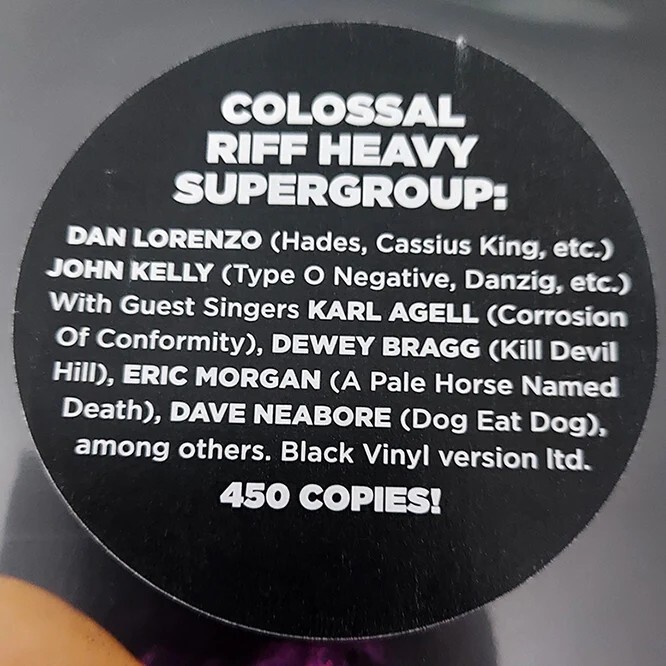 COLOSSAL
RIFF HEAVY
SUPERGROUP:
DAN LORENZO (Hades, Cassius King, etc.)
JOHN KELLY (Type O Negative, Danzig, etc.)
With Guest Singers KARL AGELL (Corrosion
Of Conformity), DEWEY BRAGG (Kill Devil
Hill), ERIC MORGAN (A Pale Horse Named
Death), DAVE NEABORE (Dog Eat Dog),
among others. Black Vinyl version ltd.
450 COPIES!